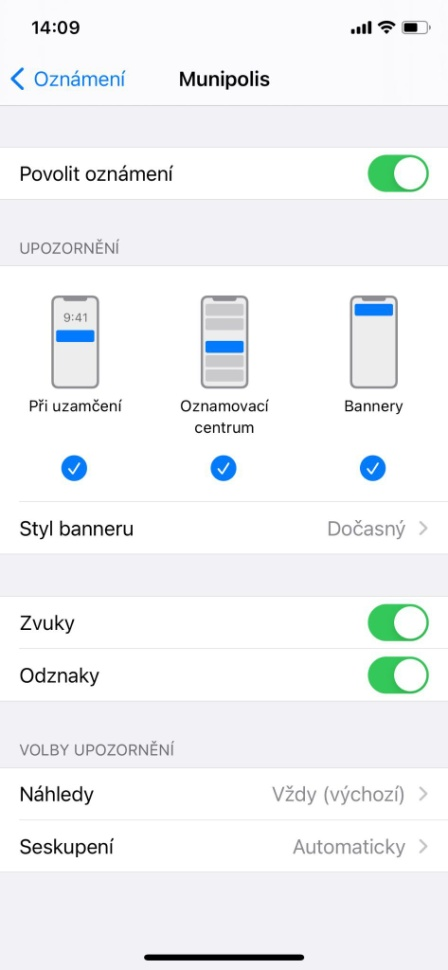 14:09
Oznámení
Munipolis
Povolit oznámení
UPOZORNĚNÍ
9:41
Při uzamčení
Oznamovací
centrum
Bannery
Styl banneru Dočasný
Zvuky
Odznaky
VOLBY UPOZORNĚNÍ
Náhledy Vždy (výchozí)
Seskupení Automaticky